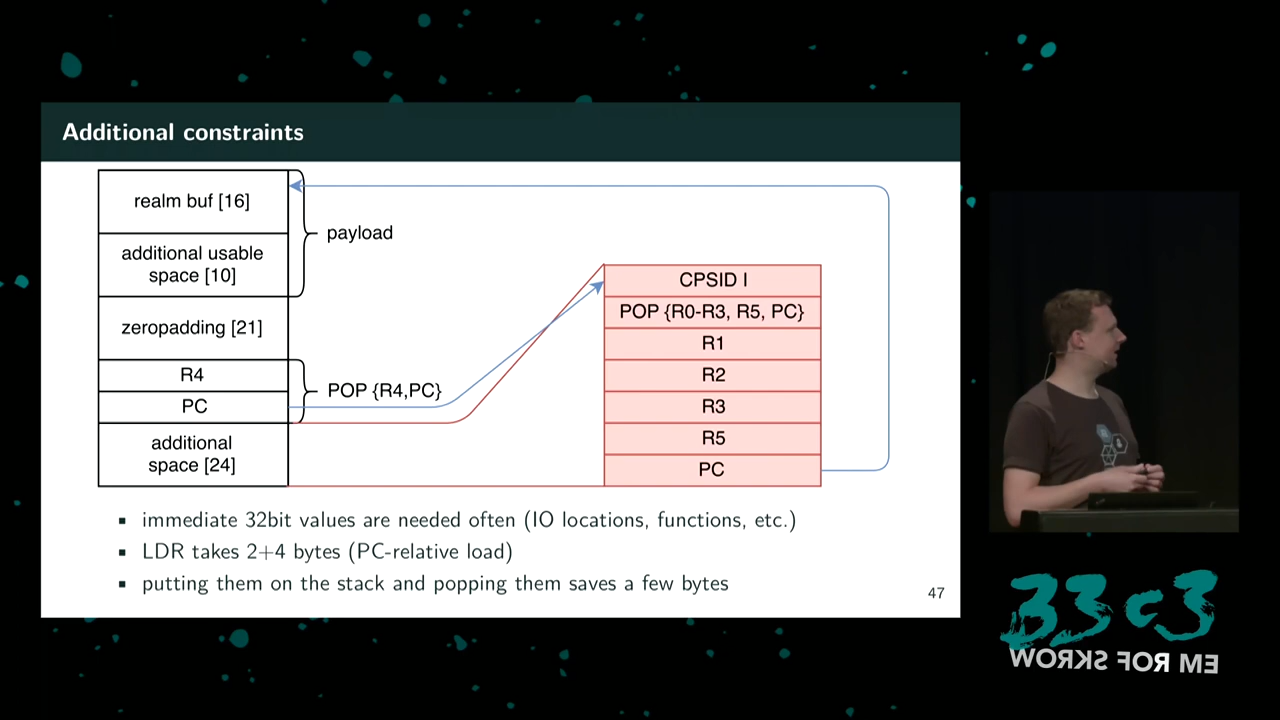 Additional constraints
realm buf [16]
additional usable
space [10]
payload
zeropadding [21]
R4
PC
POP {R4,PC}
additional
space [24]
CPSID I
POP {R0-R3, R5, PC}
R1
R2
R3
R5
PC
immediate 32bit values are needed often (IO locations, functions, etc.)
LDR takes 2+4 bytes (PC-relative load)
putting them on the stack and popping them saves a few bytes
47
33c3
WORKS FOR ME